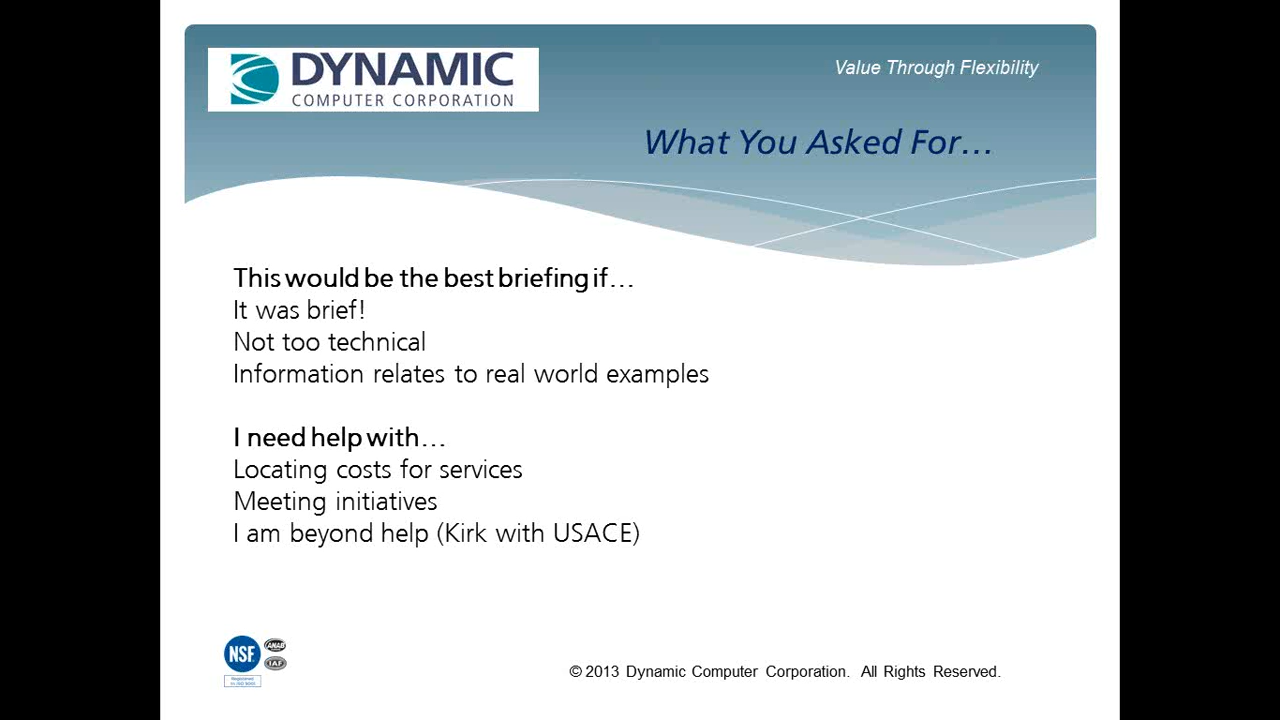 DYNAMIC
COMPUTER CORPORATION
Value Through Flexibility
What You Asked For…
This would be the best briefing if…
It was brief!
Not too technical
Information relates to real world examples
I need help with…
Locating costs for services
Meeting initiatives
I am beyond help (Kirk with USACE)
NSF
ANAB
IAF
Registered
© 2013 Dynamic Computer Corporation. All Rights Reserved.